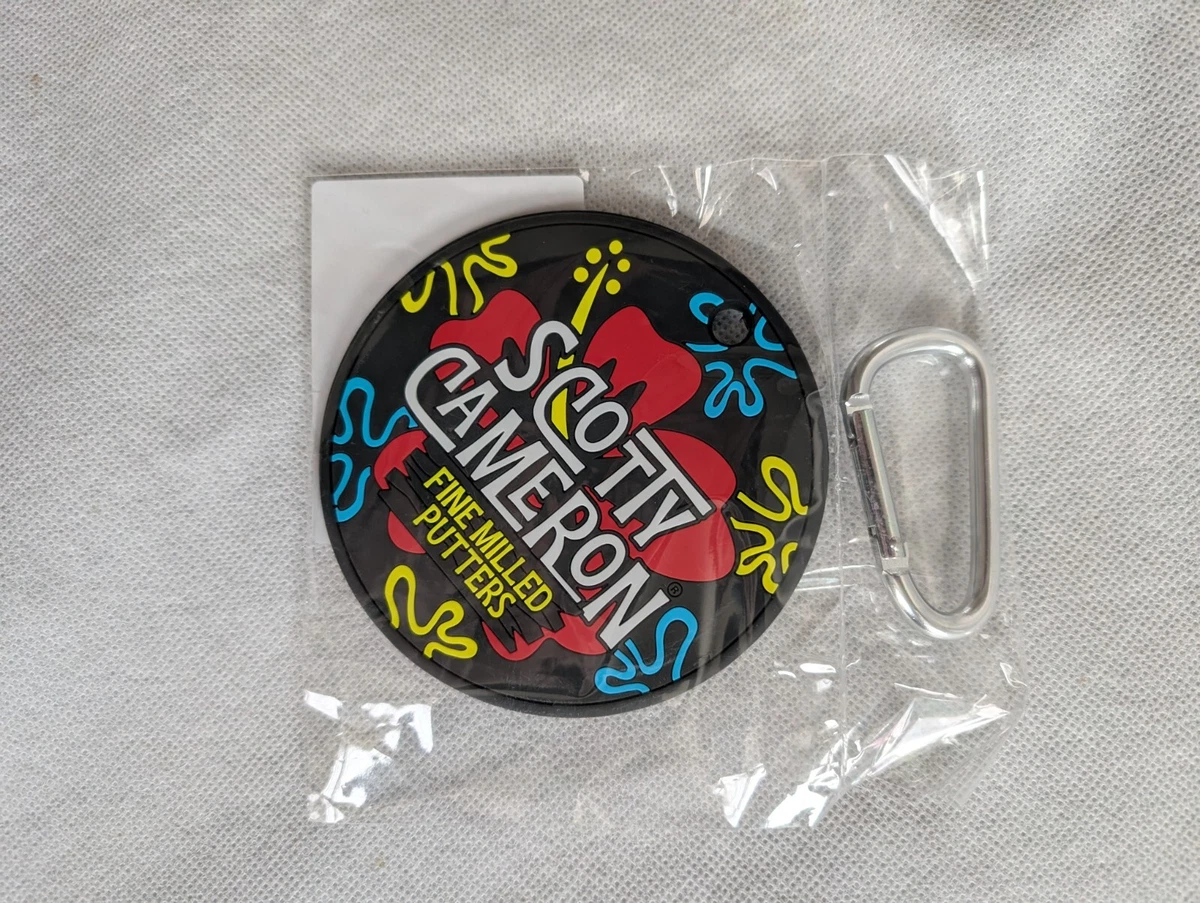 SCOTTY
CAMERON
®
FINE MILLED
PUTTERS